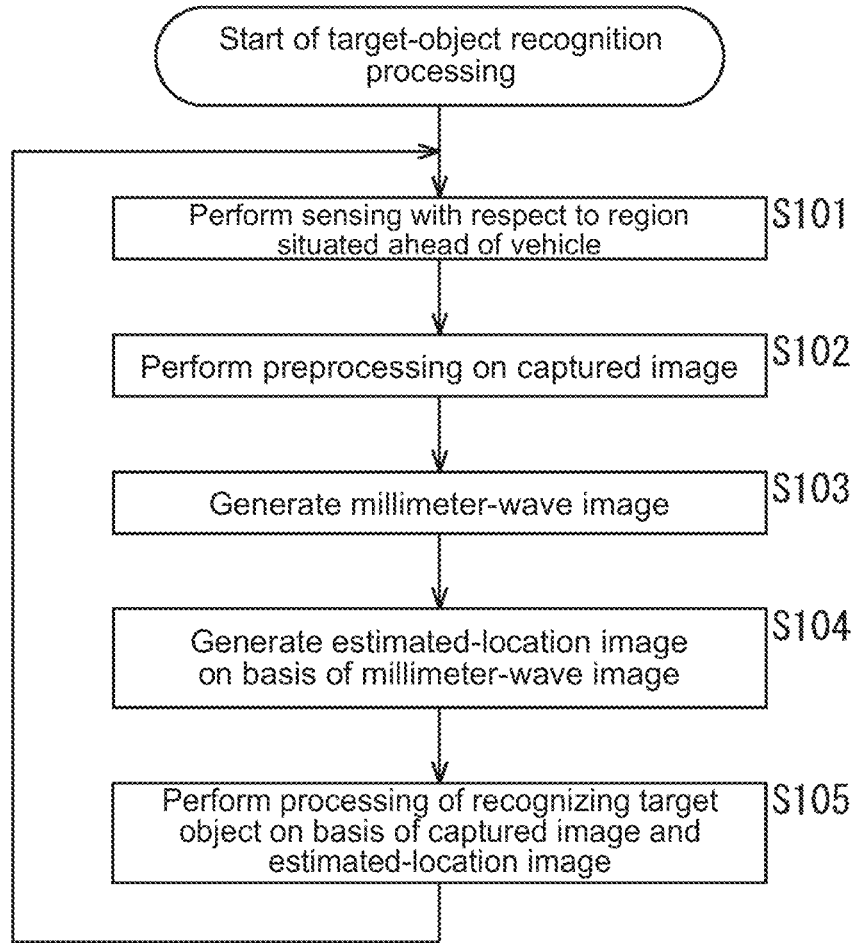 Start of target-object recognition
processing
Perform sensing with respect to region
situated ahead of vehicle
S101
Perform preprocessing on captured image
S102
Generate millimeter-wave image
S103
Generate estimated-location image
on basis of millimeter-wave image
S104
Perform processing of recognizing target
object on basis of captured image and
estimated-location image
S105